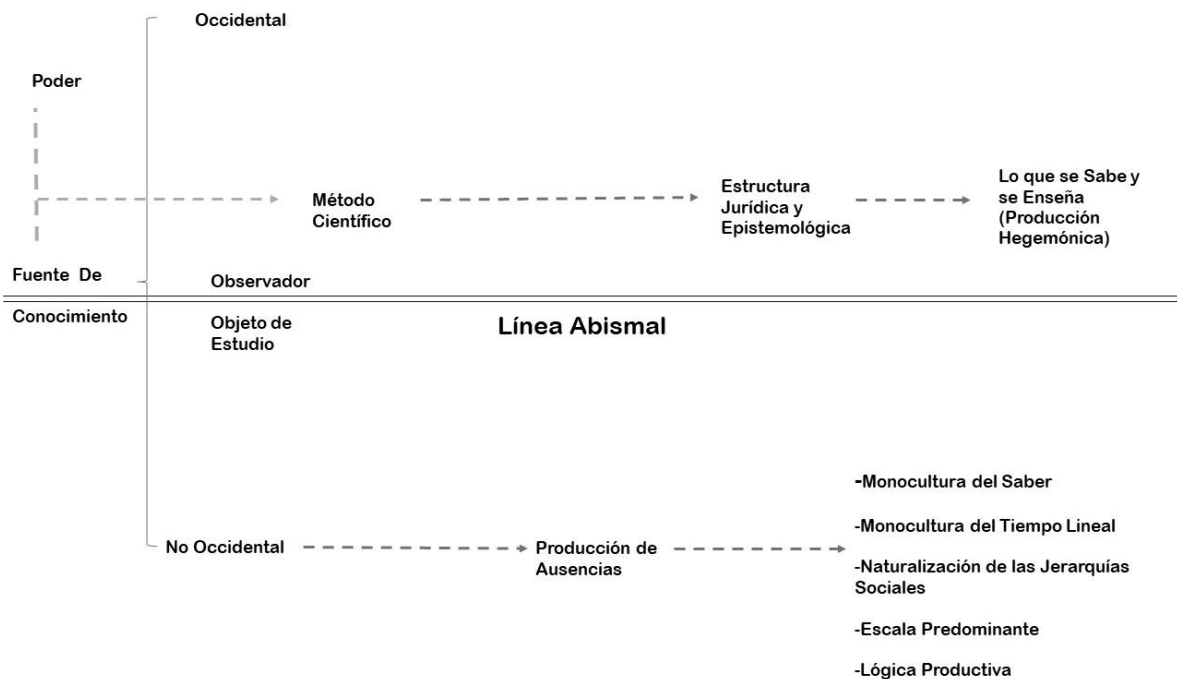 Occidental
Poder
Método
Científico
Estructura
Jurídica y
Epistemológica
Lo que se Sabe y
se Enseña
(Producción
Hegemónica)
Fuente De
Observador
Conocimiento
Objeto de
Estudio
Línea Abismal
No Occidental
Producción de
Ausencias
-Monocultura del Saber
-Monocultura del Tiempo Lineal
-Naturalización de las Jerarquías
Sociales
-Escala Predominante
-Lógica Productiva